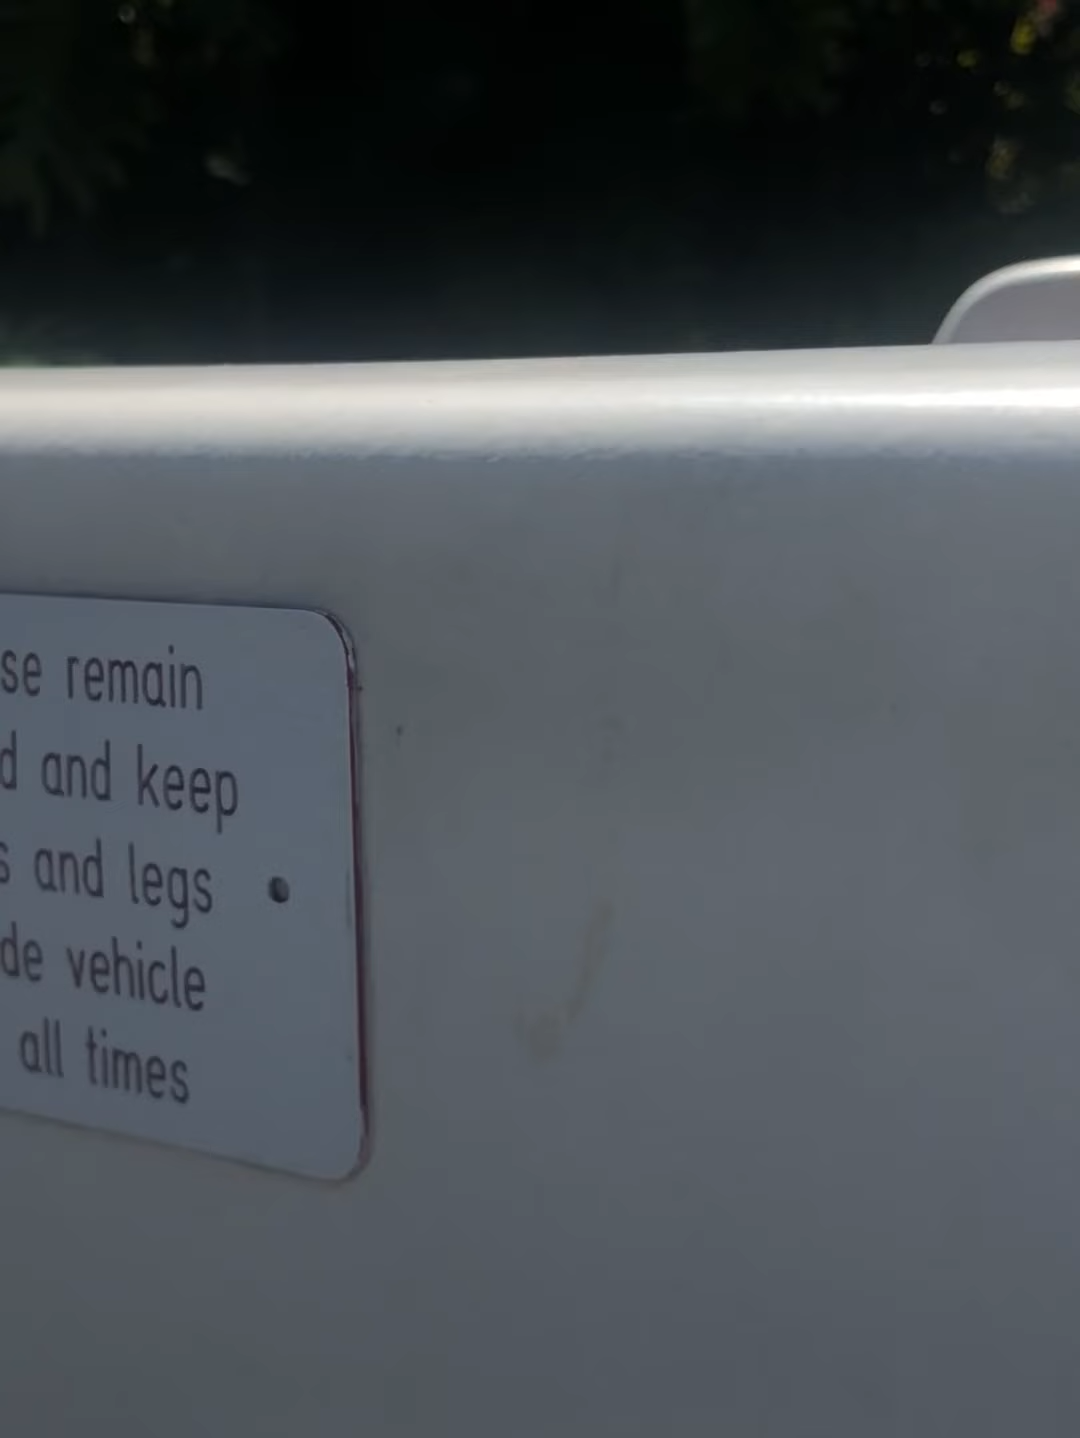 se remain
d and keep
s and legs
de vehicle
all times